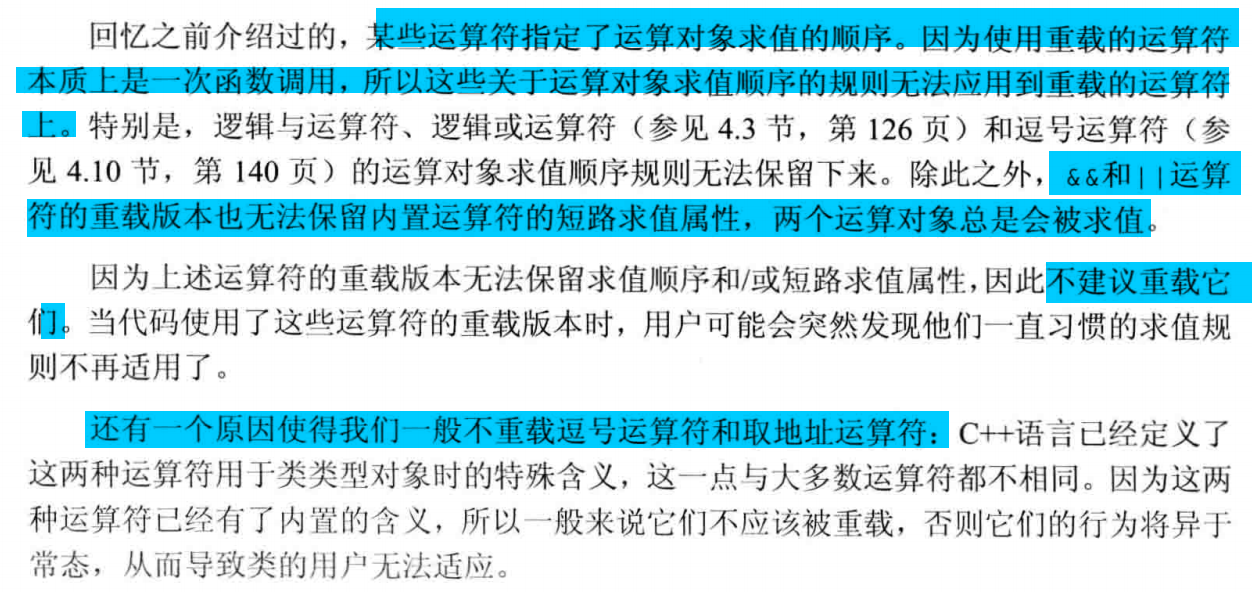 回忆之前介绍过的，某些运算符指定了运算对象求值的顺序。因为使用重载的运算符
本质上是一次函数调用，所以这些关于运算对象求值顺序的规则无法应用到重载的运算符
上。特别是，逻辑与运算符、逻辑或运算符（参见 4.3 节，第 126 页）和逗号运算符（参
见 4.10 节，第 140 页）的运算对象求值顺序规则无法保留下来。除此之外，&&和||运算
符的重载版本也无法保留内置运算符的短路求值属性，两个运算对象总是会被求值。
因为上述运算符的重载版本无法保留求值顺序和/或短路求值属性，因此不建议重载它
们。当代码使用了这些运算符的重载版本时，用户可能会突然发现他们一直习惯的求值规
则不再适用了。
还有一个原因使得我们一般不重载逗号运算符和取地址运算符：C++语言已经定义了
这两种运算符用于类类型对象时的特殊含义，这一点与大多数运算符都不相同。因为这两
种运算符已经有了内置的含义，所以一般来说它们不应该被重载，否则它们的行为将异于
常态，从而导致类的用户无法适应。